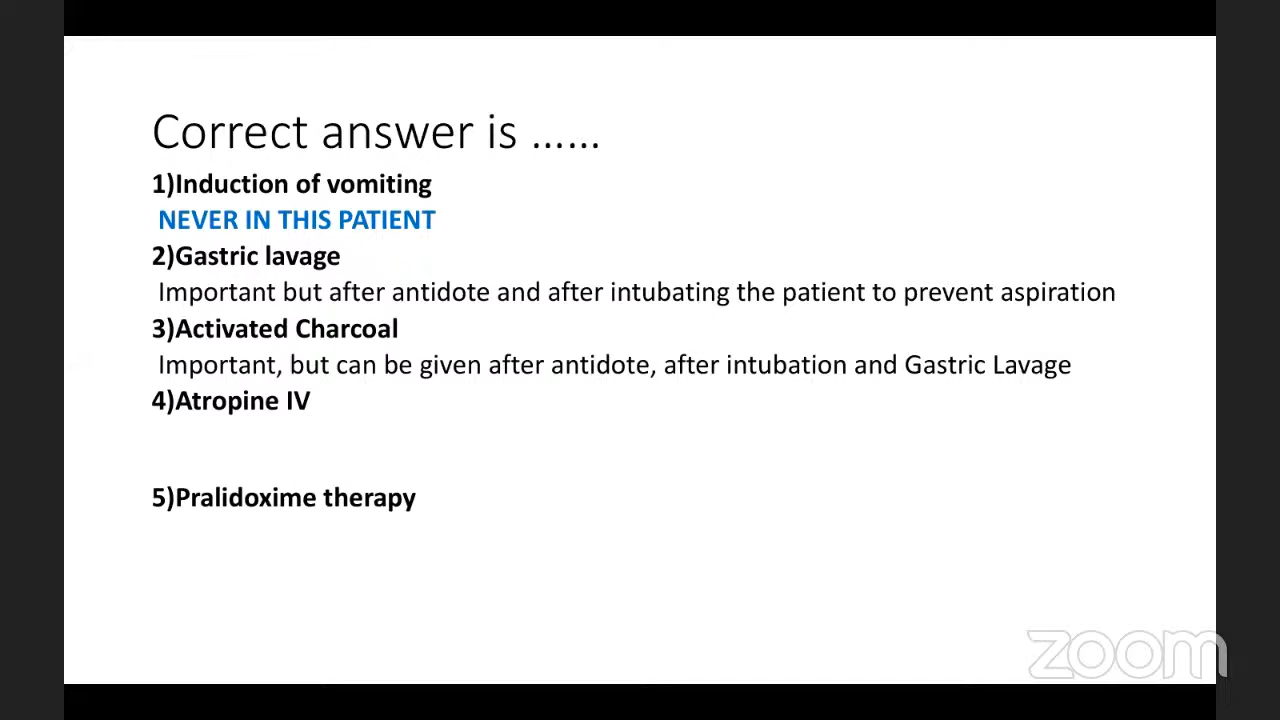 Correct answer is ......
1)Induction of vomiting
NEVER IN THIS PATIENT
2)Gastric lavage
Important but after antidote and after intubating the patient to prevent aspiration
3)Activated Charcoal
Important, but can be given after antidote, after intubation and Gastric Lavage
4)Atropine IV
5)Pralidoxime therapy
zoom